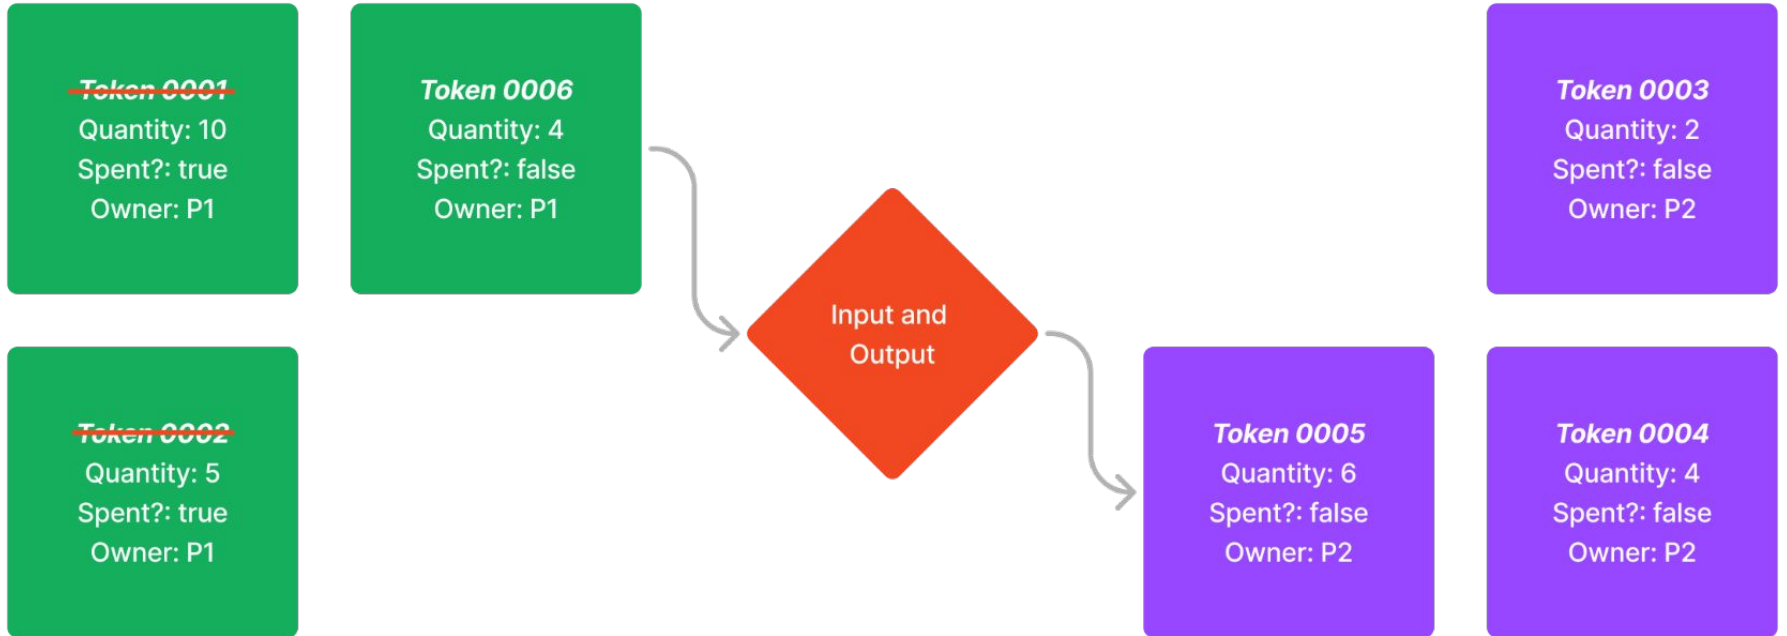 Token 0001
Quantity: 10
Spent?: true
Owner: P1
Token 0006
Quantity: 4
Spent?: false
Owner: P1
Token 0003
Quantity: 2
Spent?: false
Owner: P2
Input and
Output
Token 0002
Quantity: 5
Spent?: true
Owner: P1
Token 0005
Quantity: 6
Spent?: false
Owner: P2
Token 0004
Quantity: 4
Spent?: false
Owner: P2